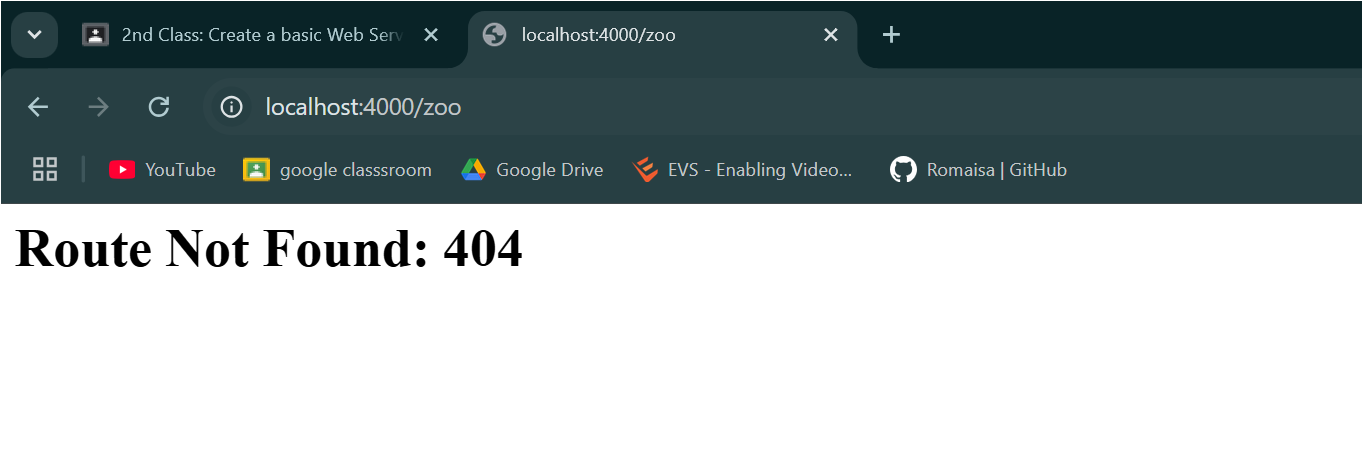 2nd Class: Create a basic Web Serv
localhost:4000/zoo
localhost:4000/zoo
YouTube
google classsroom
Google Drive
EVS - Enabling Video...
Romaisa | GitHub
Route Not Found: 404